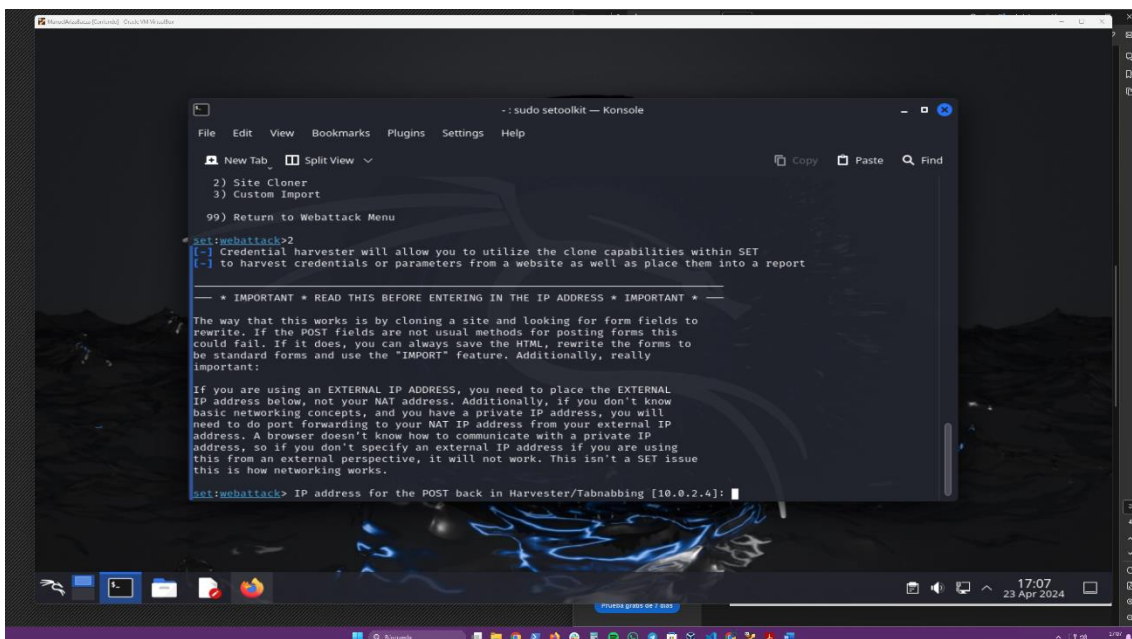 - : sudo setoolkit — Konsole
File Edit View Bookmarks Plugins Settings Help
New Tab Split View Copy Paste Find
2) Site Cloner
3) Custom Import
99) Return to Webattack Menu
set:webattack>2
[-] Credential harvester will allow you to utilize the clone capabilities within SET
[-] to harvest credentials or parameters from a website as well as place them into a report
— * IMPORTANT * READ THIS BEFORE ENTERING IN THE IP ADDRESS * IMPORTANT * —
The way that this works is by cloning a site and looking for form fields to
rewrite. If the POST fields are not usual methods for posting forms this
could fail. If it does, you can always save the HTML, rewrite the forms to
be standard forms and use the "IMPORT" feature. Additionally, really
important:
If you are using an EXTERNAL IP ADDRESS, you need to place the EXTERNAL
IP address below, not your NAT address. Additionally, if you don't know
basic networking concepts, and you have a private IP address, you will
need to do port forwarding to your NAT IP address from your external IP
address. A browser doesn't know how to communicate with a private IP
address, so if you don't specify an external IP address if you are using
this from an external perspective, it will not work. This isn't a SET issue
this is how networking works.
set:webattack> IP address for the POST back in Harvester/Tabnabbing [10.0.2.4]:
17:07
23 Apr 2024
Prueba gratis de 7 días
Búsqueda